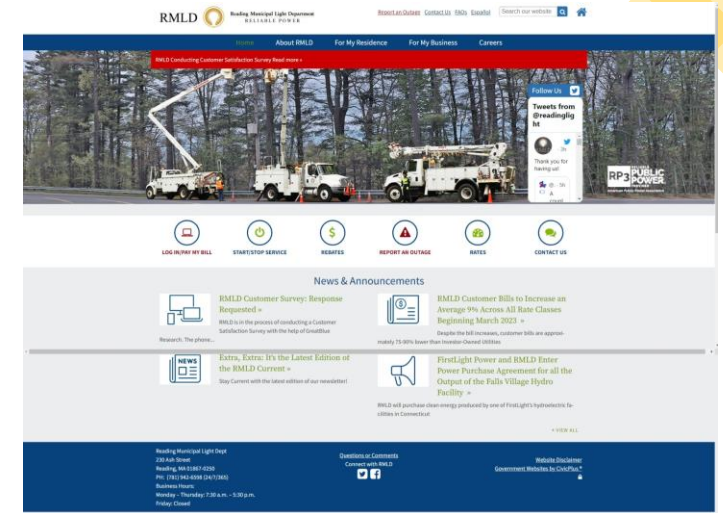 RMLD
Reading Municipal Light Department
RELIABLE POWER
Report an Outage Contact Us FAQs Español
Search our website
Home About RMLD For My Residence For My Business Careers
RMLD Conducting Customer Satisfaction Survey Read more »
Follow Us
Tweets from
@readinglig
ht
3h
Thank you for
having us!
RP3
RELIABLE
PUBLIC
POWER
American Public Power Association
LOG IN/PAY MY BILL
START/STOP SERVICE
REBATES
REPORT AN OUTAGE
RATES
CONTACT US
News & Announcements
RMLD Customer Survey: Response
Requested »
RMLD is in the process of conducting a Customer
Satisfaction Survey with the help of GreatBlue
Research. The phone...
RMLD Customer Bills to Increase an
Average 9% Across All Rate Classes
Beginning March 2023 »
Despite the bill increases, customer bills are approxi-
mately lower than Investor-Owned Utilities
NEWS
Extra, Extra: It's the Latest Edition of
the RMLD Current »
Stay Current with the latest edition of our newsletter!
FirstLight Power and RMLD Enter
Power Purchase Agreement for all the
Output of the Falls Village Hydro
Facility »
RMLD will purchase clean energy produced by one of FirstLight's hydroelectric fa-
cilities in Connecticut
» VIEW ALL
Reading Municipal Light Dept
230 Ash Street
Reading, MA 01867-0250
PH: (781) 942-6598 (24/7/365)
Business Hours:
Monday – Thursday: 7:30 a.m. – 5:30 p.m.
Friday: Closed
Questions or Comments
Connect with RMLD
Website Disclaimer
Government Websites by CivicPlus®